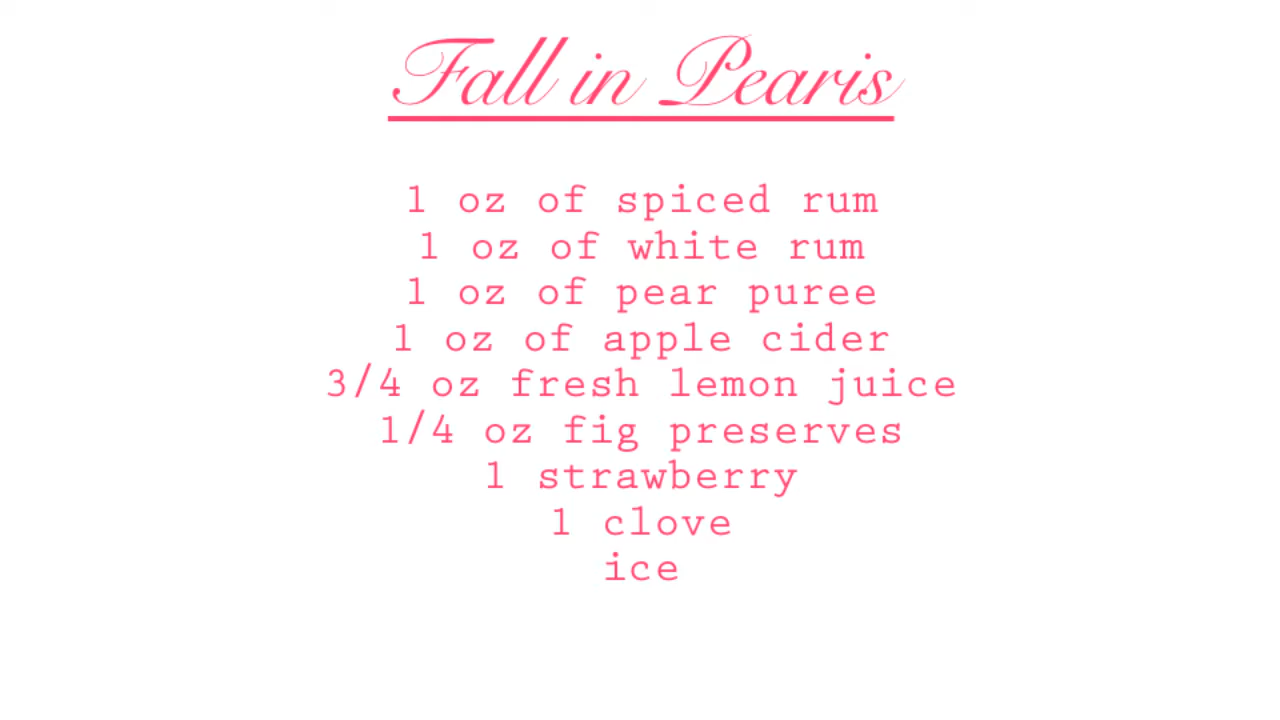 Fall in Pearis
1 oz of spiced rum
1 oz of white rum
1 oz of pear puree
1 oz of apple cider
3/4 oz fresh lemon juice
1/4 oz fig preserves
1 strawberry
1 clove
ice